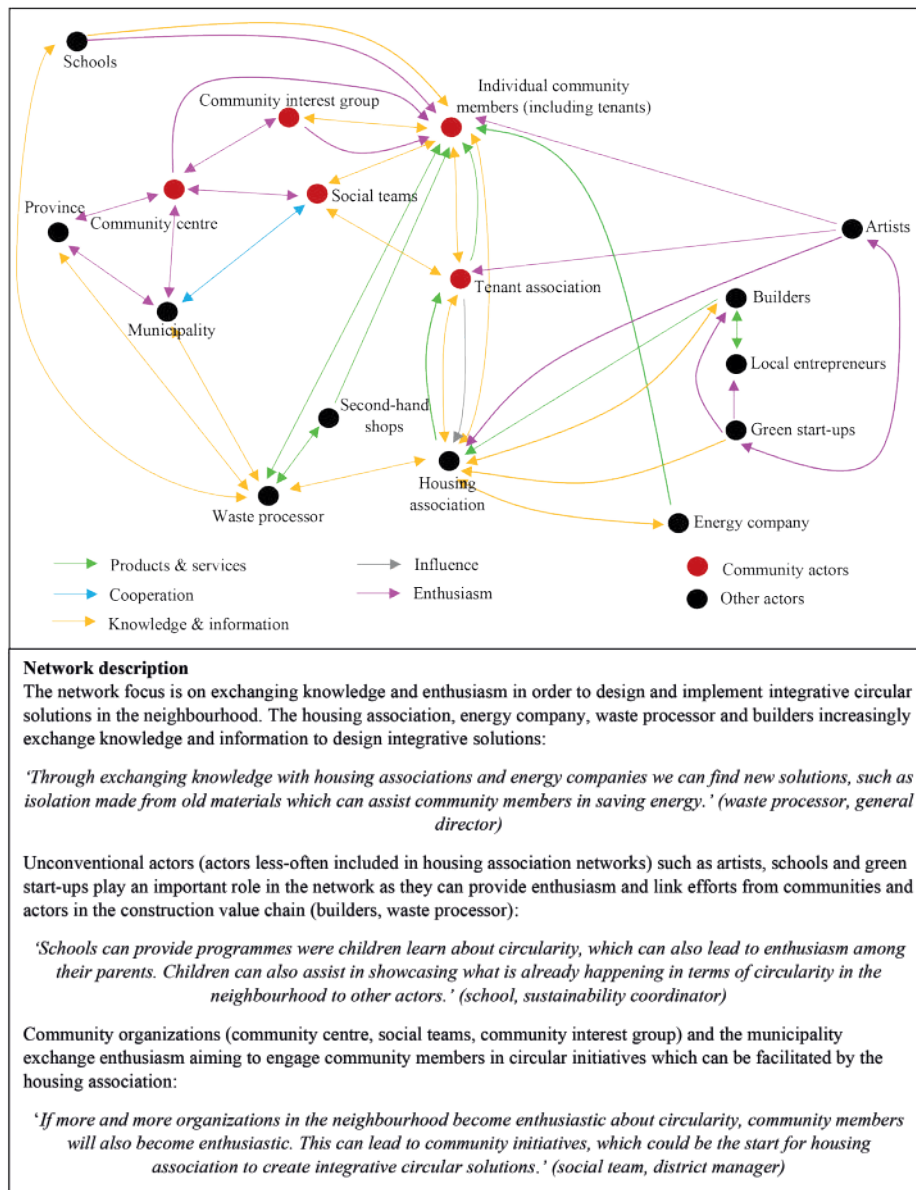 Schools
Individual community
members (including tenants)
Community interest group
Social teams
Province
Community centre
Artists
Tenant association
Builders
Municipality
Local entrepreneurs
Second-hand
shops
Green start-ups
Housing
association
Waste processor
Energy company
Products & services
Influence
Community actors
Cooperation
Enthusiasm
Other actors
Knowledge & information
Network description
The network focus is on exchanging knowledge and enthusiasm in order to design and implement integrative circular
solutions in the neighbourhood. The housing association, energy company, waste processor and builders increasingly
exchange knowledge and information to design integrative solutions:
‘Through exchanging knowledge with housing associations and energy companies we can find new solutions, such as
isolation made from old materials which can assist community members in saving energy.’ (waste processor, general
director)
Unconventional actors (actors less-often included in housing association networks) such as artists, schools and green
start-ups play an important role in the network as they can provide enthusiasm and link efforts from communities and
actors in the construction value chain (builders, waste processor):
‘Schools can provide programmes were children learn about circularity, which can also lead to enthusiasm among
their parents. Children can also assist in showcasing what is already happening in terms of circularity in the
neighbourhood to other actors.’ (school, sustainability coordinator)
Community organizations (community centre, social teams, community interest group) and the municipality
exchange enthusiasm aiming to engage community members in circular initiatives which can be facilitated by the
housing association:
‘If more and more organizations in the neighbourhood become enthusiastic about circularity, community members
will also become enthusiastic. This can lead to community initiatives, which could be the start for housing
association to create integrative circular solutions.’ (social team, district manager)